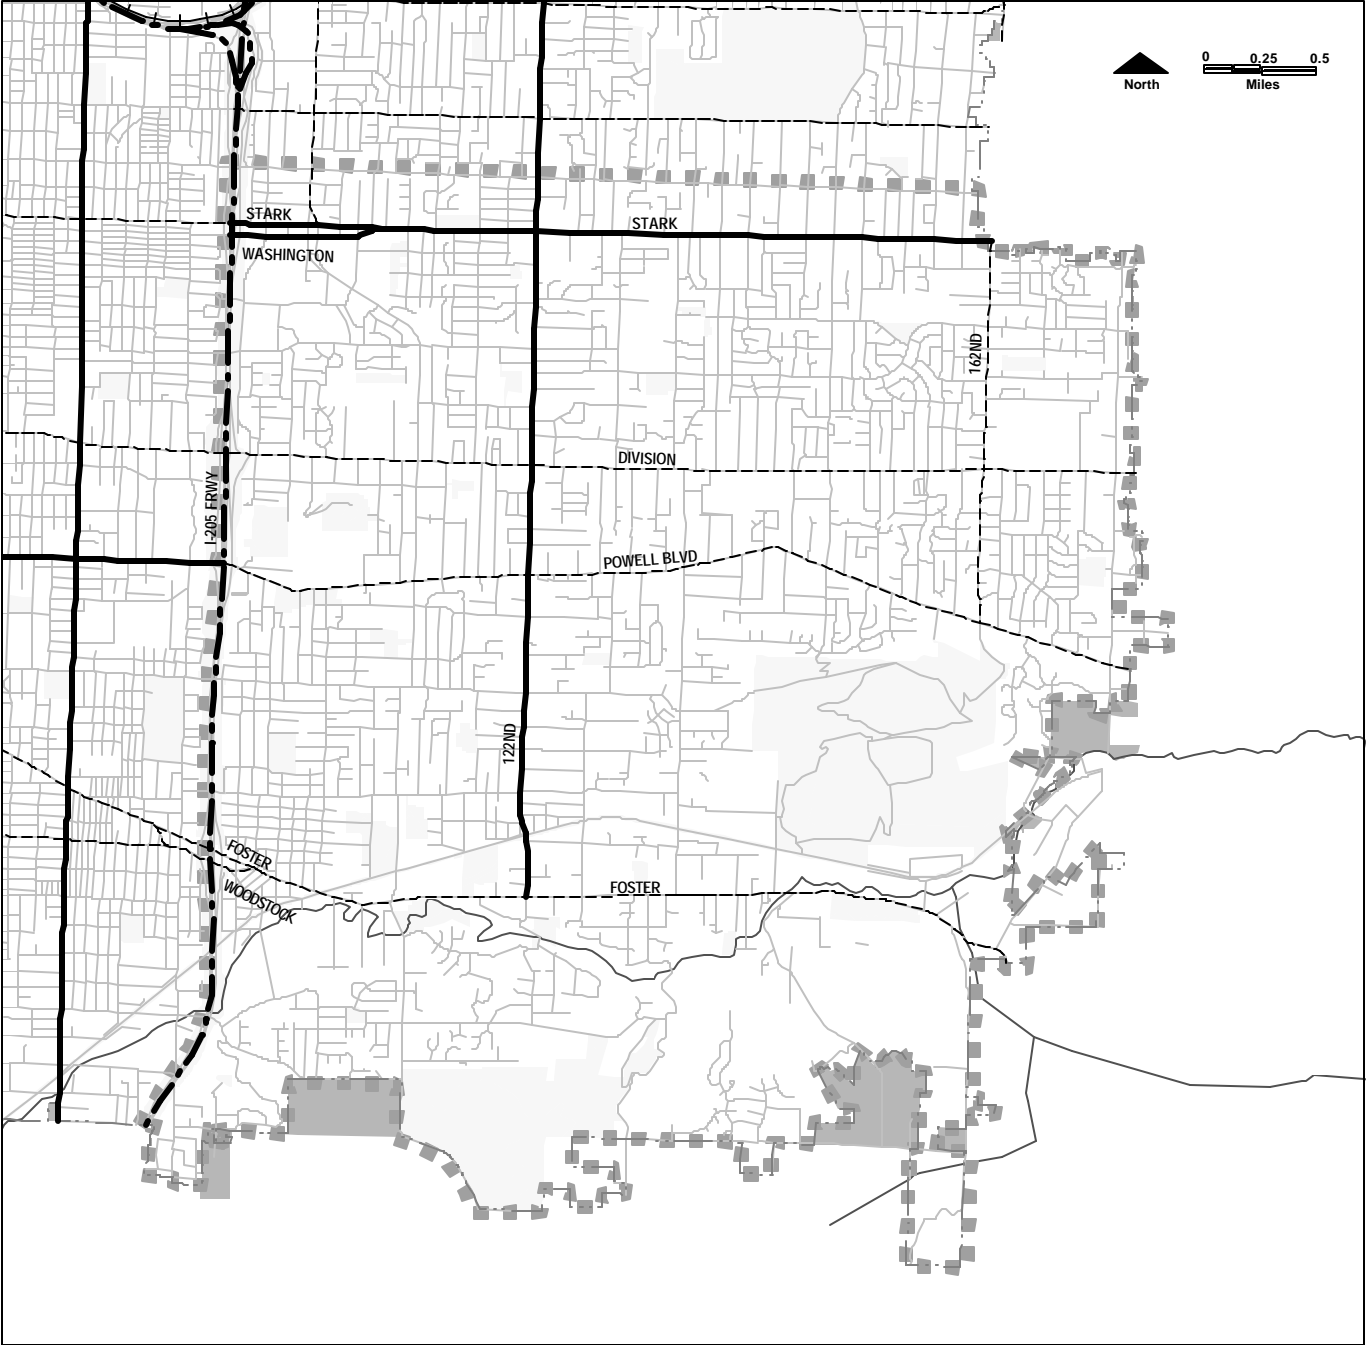 0 0.25 0.5
North Miles
STARK
STARK
WASHINGTON
162ND
DIVISION
I-205 FRWY
POWELL BLVD
122ND
FOSTER
WOODSTOCK
FOSTER